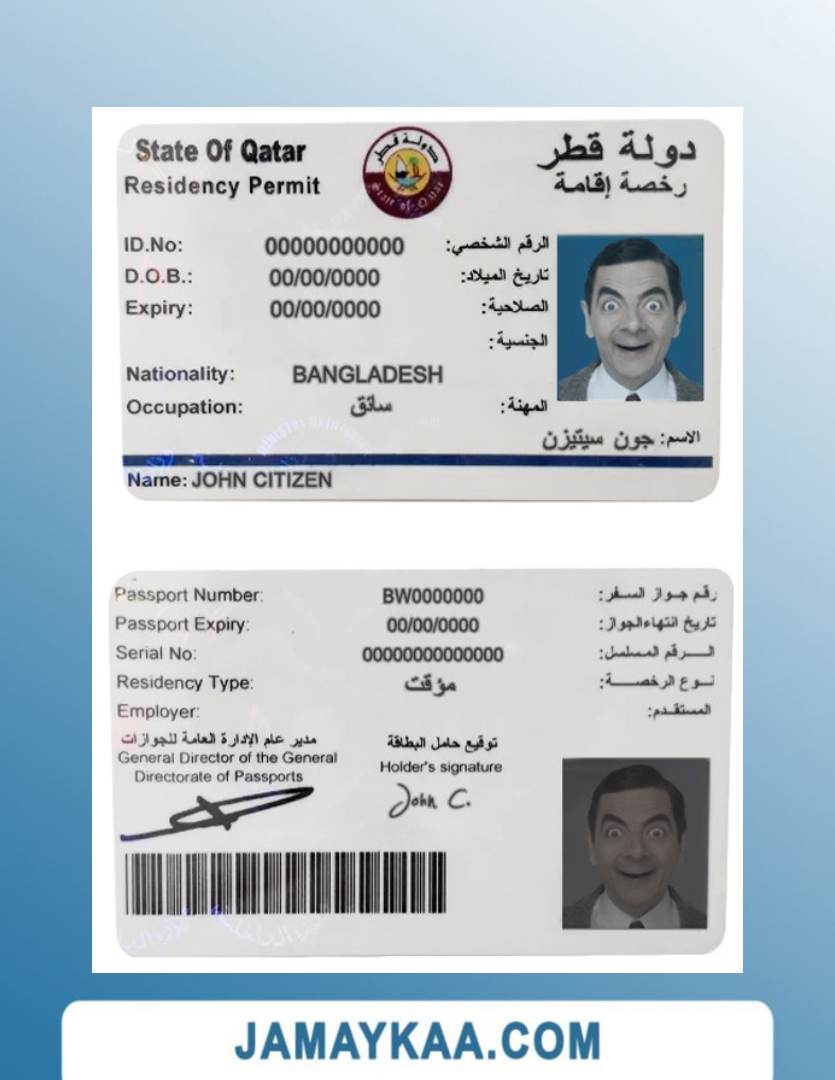 State Of Qatar
دولة قطر
Residency Permit
رخصة إقامة
دولة قطر
State of Qatar
ID.No: 00000000000 الرقم الشخصي:
D.O.B.: 00/00/0000 تاريخ الميلاد:
Expiry: 00/00/0000 الصلاحية:
الجنسية:
Nationality: BANGLADESH
Occupation: سائق المهنة:
الاسم: جون سيتيزن
Name: JOHN CITIZEN
Passport Number: BW0000000 رقم جواز السفر:
Passport Expiry: 00/00/0000 تاريخ انتهاء الجواز:
Serial No: 00000000000000 الرقم المسلسل:
Residency Type: مؤقت نوع الرخصة:
Employer: المستقدم:
مدير عام الإدارة العامة للجوازات
General Director of the General
Directorate of Passports
توقيع حامل البطاقة
Holder's signature
John C.
JAMAYKAA.COM